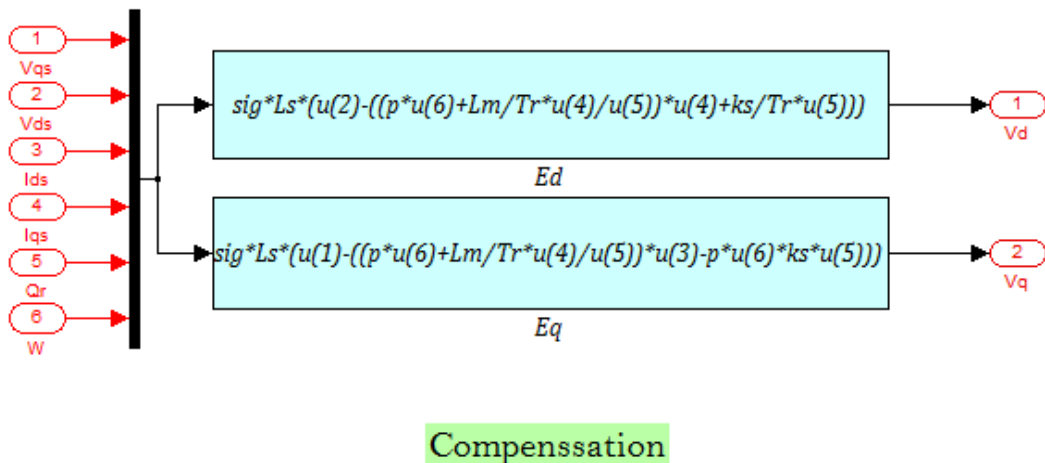 1
Vqs
2
Vds
3
Ids
4
Iqs
5
Qr
6
W
sig*Ls*(u(2)-((p*u(6)+Lm/Tr*u(4)/u(5))*u(4)+ks/Tr*u(5)))
Ed
1
Vd
sig*Ls*(u(1)-((p*u(6)+Lm/Tr*u(4)/u(5))*u(3)-p*u(6)*ks*u(5)))
Eq
2
Vq
Compenssation